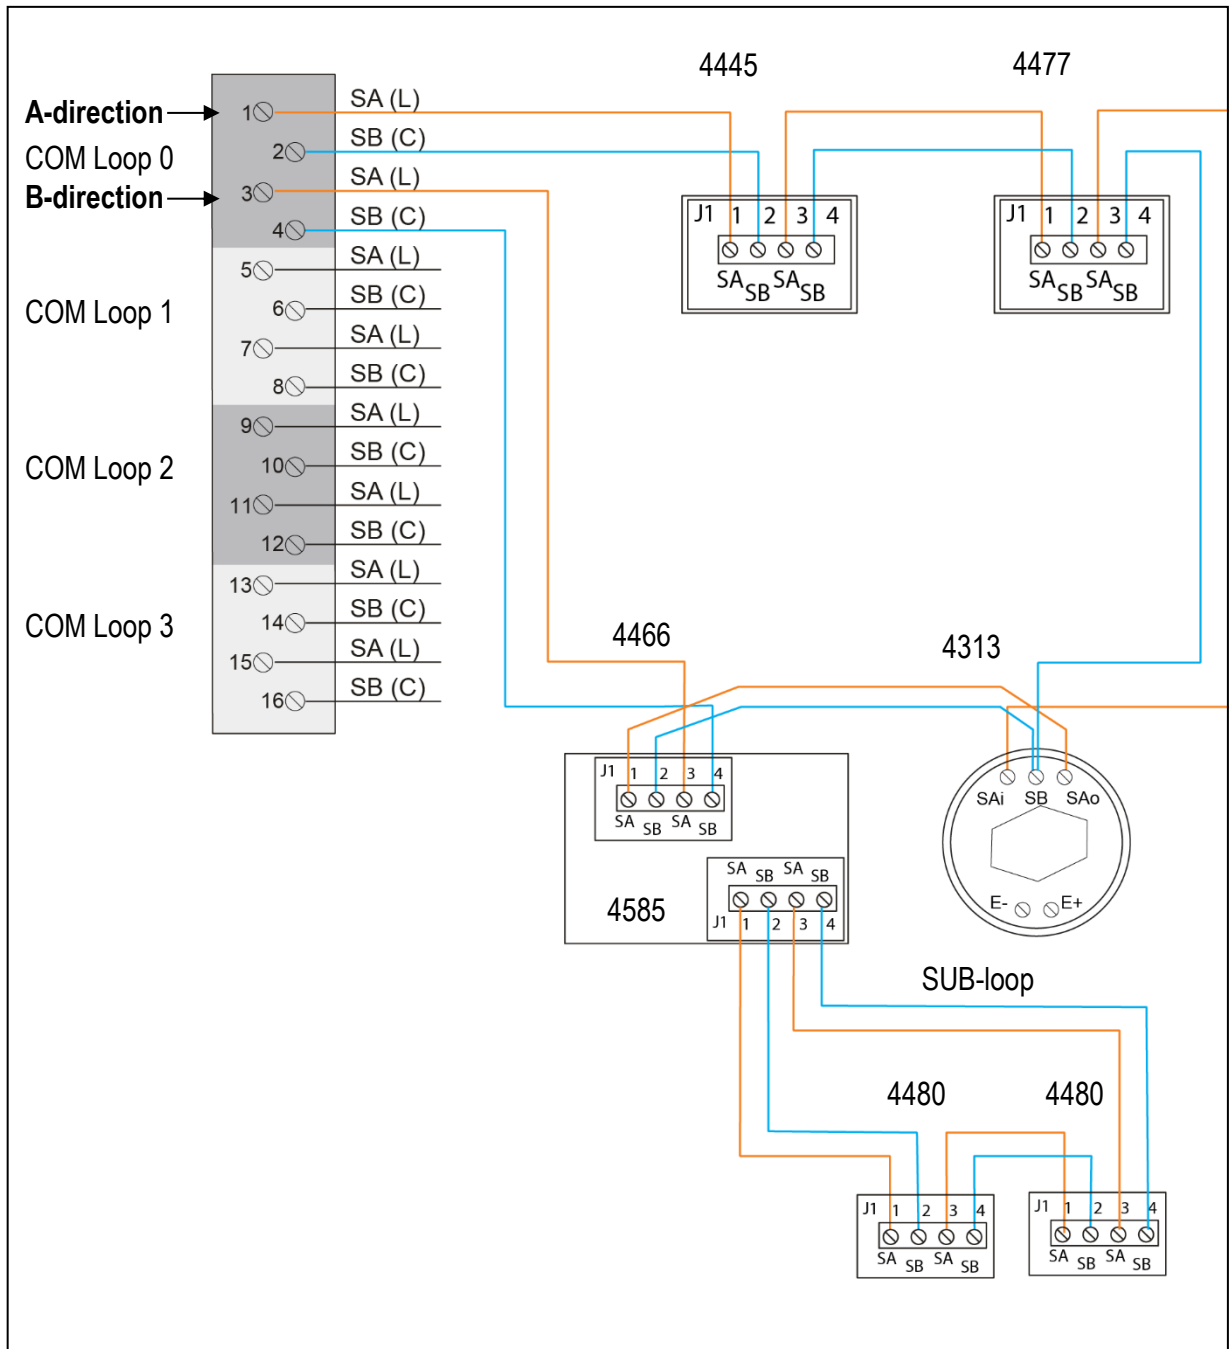 4445
4477
A-direction
COM Loop 0
B-direction
1 SA (L)
2 SB (C)
3 SA (L)
4 SB (C)
J1 1 2 3 4
SA SB SA SB
J1 1 2 3 4
SA SB SA SB
COM Loop 1
5 SA (L)
6 SB (C)
7 SA (L)
8 SB (C)
COM Loop 2
9 SA (L)
10 SB (C)
11 SA (L)
12 SB (C)
COM Loop 3
13 SA (L)
14 SB (C)
15 SA (L)
16 SB (C)
4466
4313
J1 1 2 3 4
SA SB SA SB
SAi SB SAo
E- E+
4585
SA SB SA SB
J1 1 2 3 4
SUB-loop
4480
4480
J1 1 2 3 4
SA SB SA SB
J1 1 2 3 4
SA SB SA SB